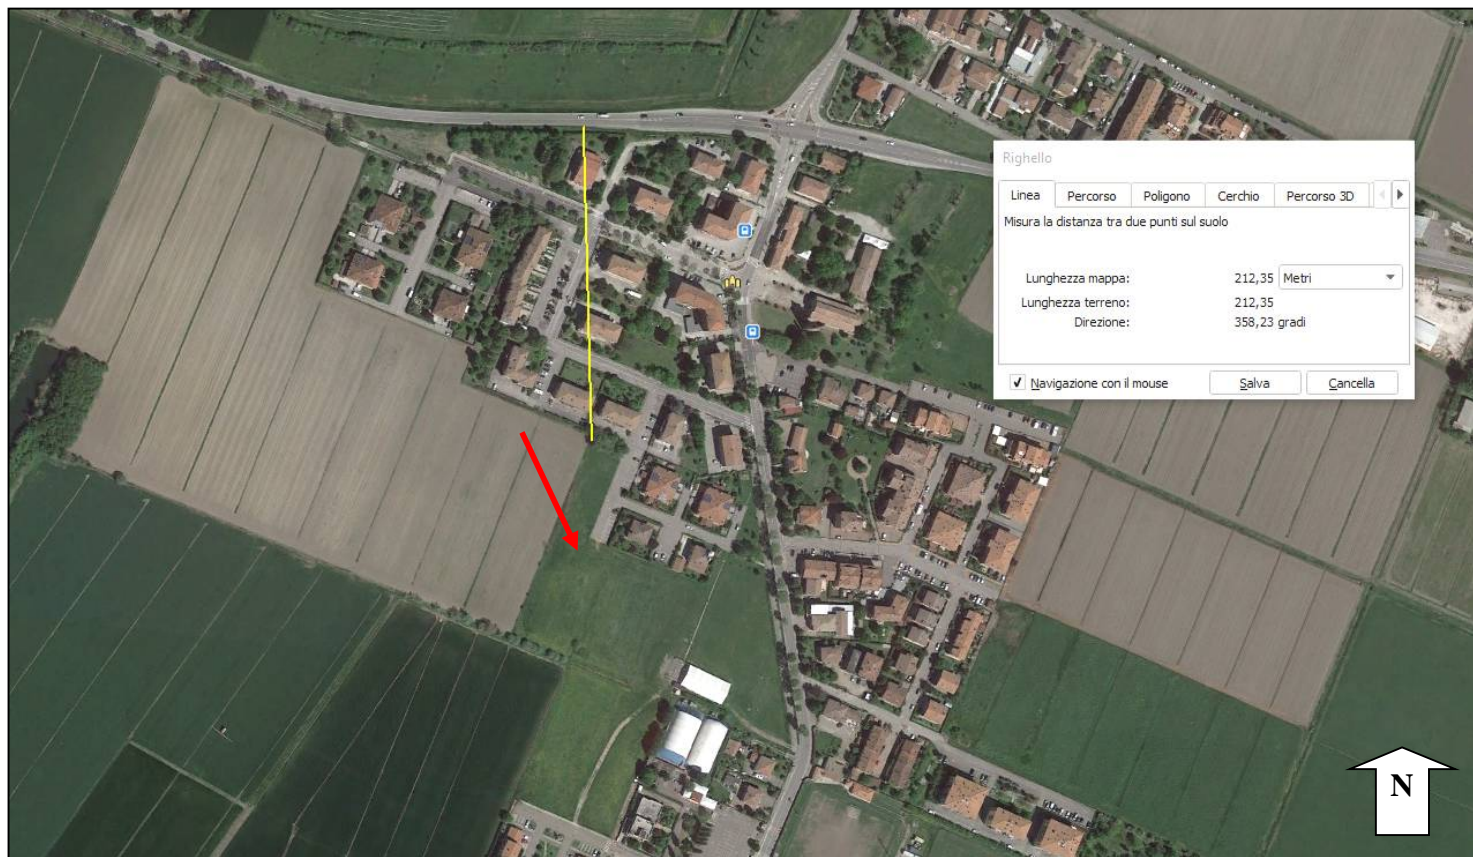 Righello
Linea Percorso Poligono Cerchio Percorso 3D
Misura la distanza tra due punti sul suolo
Lunghezza mappa: 212,35 Metri
Lunghezza terreno: 212,35
Direzione: 358,23 gradi
Navigazione con il mouse Salva Cancella
N